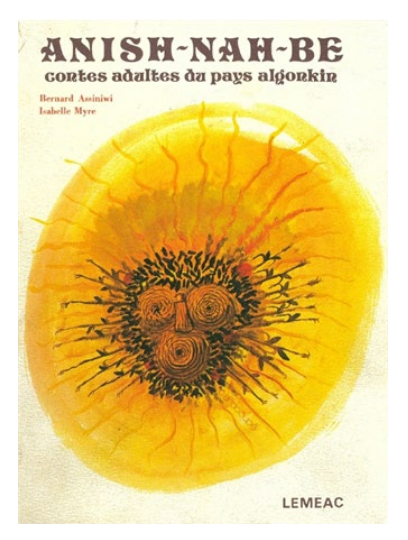 ANISH-NAH-BE
contes adultes du pays algonkin
Bernard Assiniwi
Isabelle Myre
LEMEAC